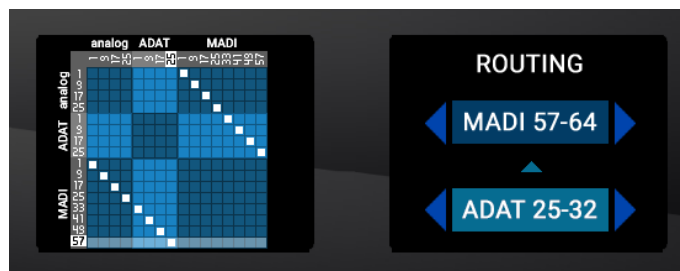 analog ADAT MADI
1 9 17 25 1 9 17 25 1 9 17 25 33 41 49 57
analog
1
9
17
25
ADAT
1
9
17
25
MADI
1
9
17
25
33
41
49
57
ROUTING
MADI 57-64
ADAT 25-32